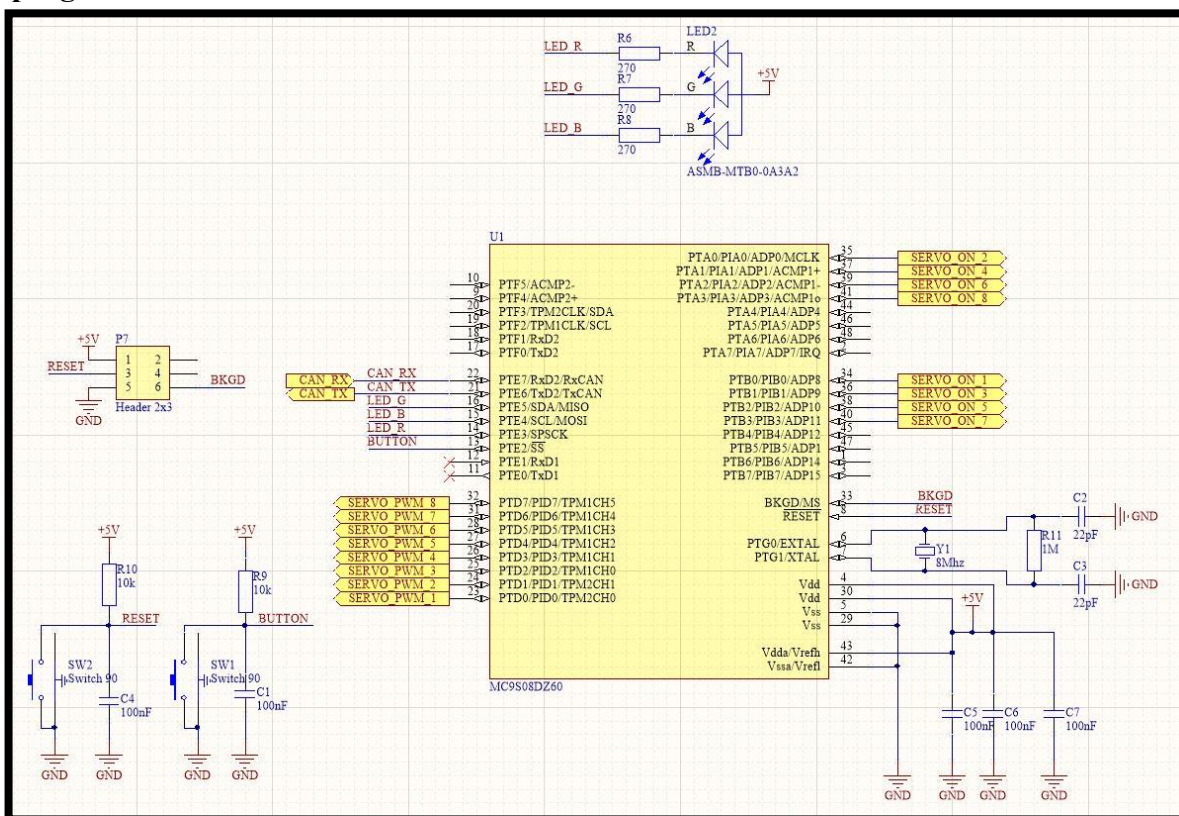 LED2
R6
LED_R
R
270
R7
+5V
LED_G
G
270
R8
LED_B
B
270
ASMB-MTB0-0A3A2
U1
10 PTF5/ACMP2-
9 PTF4/ACMP2+
20 PTF3/TPM2CLK/SDA
19 PTF2/TPM1CLK/SCL
18 PTF1/RxD2
17 PTF0/TxD2
CAN_RX CAN_RX 22 PTE7/RxD2/RxCAN
CAN_TX CAN_TX 21 PTE6/TxD2/TxCAN
LED_G 16 PTE5/SDA/MISO
LED_B 15 PTE4/SCL/MOSI
LED_R 14 PTE3/SPSCK
BUTTON 13 PTE2/SS
12 PTE1/RxD1
11 PTE0/TxD1
SERVO_PWM_8 32 PTD7/PID7/TPM1CH5
SERVO_PWM_7 31 PTD6/PID6/TPM1CH4
SERVO_PWM_6 28 PTD5/PID5/TPM1CH3
SERVO_PWM_5 27 PTD4/PID4/TPM1CH2
SERVO_PWM_4 26 PTD3/PID3/TPM1CH1
SERVO_PWM_3 25 PTD2/PID2/TPM1CH0
SERVO_PWM_2 24 PTD1/PID1/TPM2CH1
SERVO_PWM_1 23 PTD0/PID0/TPM2CH0
PTA0/PIA0/ADP0/MCLK 35 SERVO_ON_2
PTA1/PIA1/ADP1/ACMP1+ 37 SERVO_ON_4
PTA2/PIA2/ADP2/ACMP1- 39 SERVO_ON_6
PTA3/PIA3/ADP3/ACMP1o 41 SERVO_ON_8
PTA4/PIA4/ADP4 44
PTA5/PIA5/ADP5 46
PTA6/PIA6/ADP6 48
PTA7/PIA7/ADP7/IRQ
PTB0/PIB0/ADP8 34 SERVO_ON_1
PTB1/PIB1/ADP9 36 SERVO_ON_3
PTB2/PIB2/ADP10 38 SERVO_ON_5
PTB3/PIB3/ADP11 40 SERVO_ON_7
PTB4/PIB4/ADP12 45
PTB5/PIB5/ADP1 47
PTB6/PIB6/ADP14 1
PTB7/PIB7/ADP15 3
BKGD/MS 33 BKGD
RESET 8 RESET
PTG0/EXTAL 6
PTG1/XTAL 7
Vdd 4
Vdd 30
Vss 5
Vss 29
Vdda/Vrefh 43
Vssa/Vrefl 42
MC9S08DZ60
P7
+5V
1 2
RESET 3 4
5 6 BKGD
Header 2x3
GND
+5V
R10
10k
RESET
SW2
Switch 90
C4
100nF
GND
GND
+5V
R9
10k
BUTTON
SW1
Switch 90
C1
100nF
GND
GND
C2
GND
22pF
R11
1M
Y1
8Mhz
C3
GND
22pF
+5V
C5
100nF
C6
100nF
C7
100nF
GND
GND
GND
GND